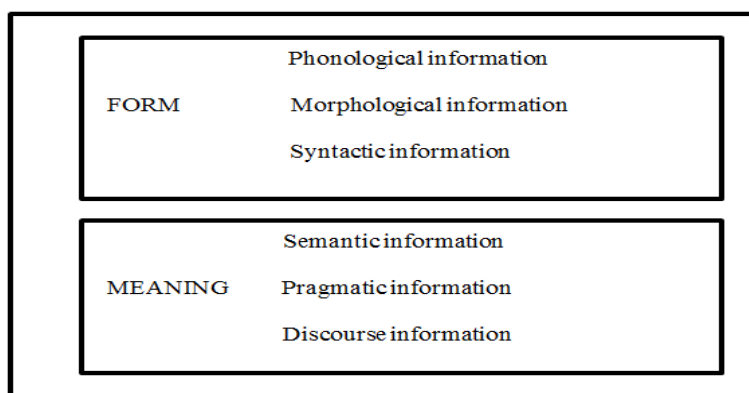 Phonological information
FORM Morphological information
Syntactic information
Semantic information
MEANING Pragmatic information
Discourse information